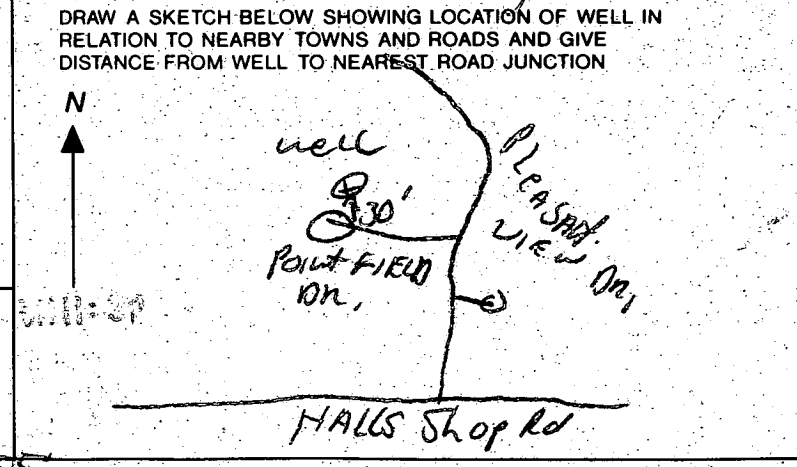 DRAW A SKETCH BELOW SHOWING LOCATION OF WELL IN
RELATION TO NEARBY TOWNS AND ROADS AND GIVE
DISTANCE FROM WELL TO NEAREST ROAD JUNCTION
N
well
30'
PLEASANT
VIEW DR,
POINT FIELD
DR,
HALLS Shop Rd